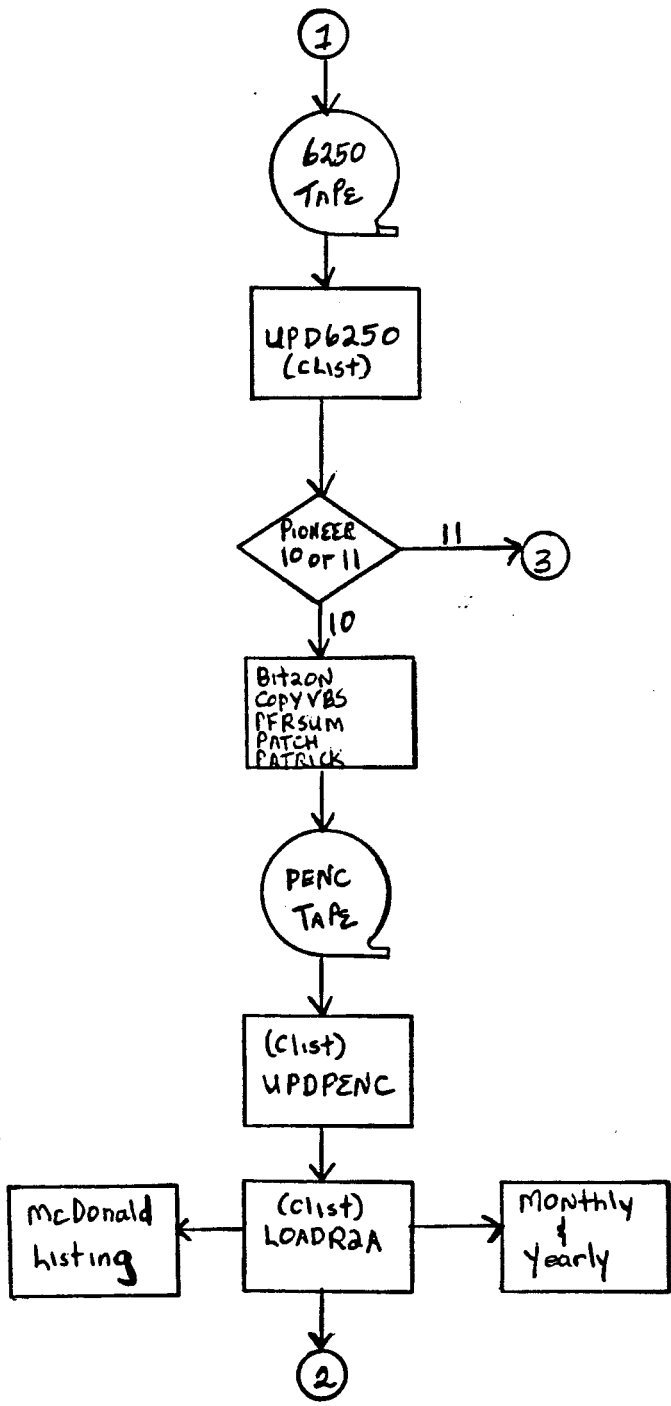 1
6250
TAPE
UPD6250
(CList)
PIONEER
10 or 11
11
3
10
Bit2ON
COPYVBS
PFRSUM
PATCH
PATRICK
PENC
TAPE
(Clist)
UPDPENC
McDonald
Listing
(Clist)
LOADR2A
Monthly
&
Yearly
2